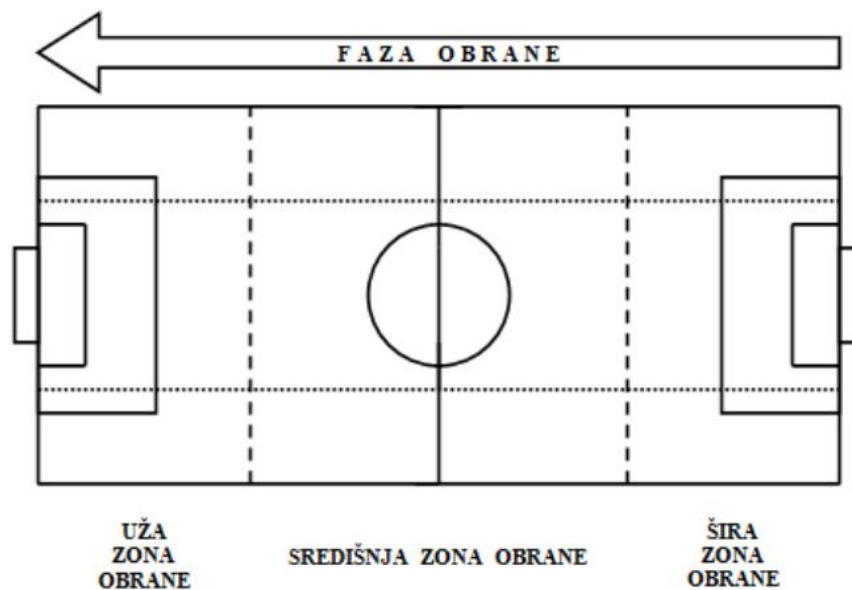 FAZA OBRANE
UŽA
ZONA
OBRANE
SREDIŠNJA ZONA OBRANE
ŠIRA
ZONA
OBRANE